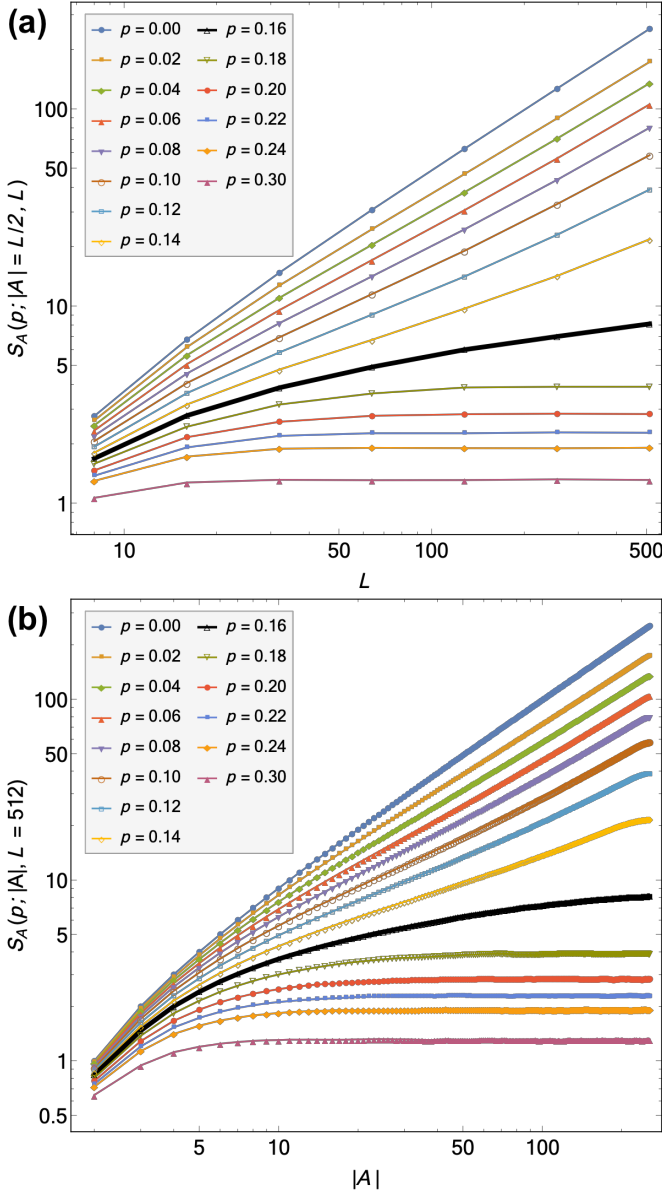 (a)
p = 0.00
p = 0.02
p = 0.04
p = 0.06
p = 0.08
p = 0.10
p = 0.12
p = 0.14
p = 0.16
p = 0.18
p = 0.20
p = 0.22
p = 0.24
p = 0.30
S_A(p; |A| = L/2, L)
100
50
10
5
1
10
50
100
500
L
(b)
p = 0.00
p = 0.02
p = 0.04
p = 0.06
p = 0.08
p = 0.10
p = 0.12
p = 0.14
p = 0.16
p = 0.18
p = 0.20
p = 0.22
p = 0.24
p = 0.30
S_A(p; |A|, L = 512)
100
50
10
5
1
0.5
5
10
50
100
|A|